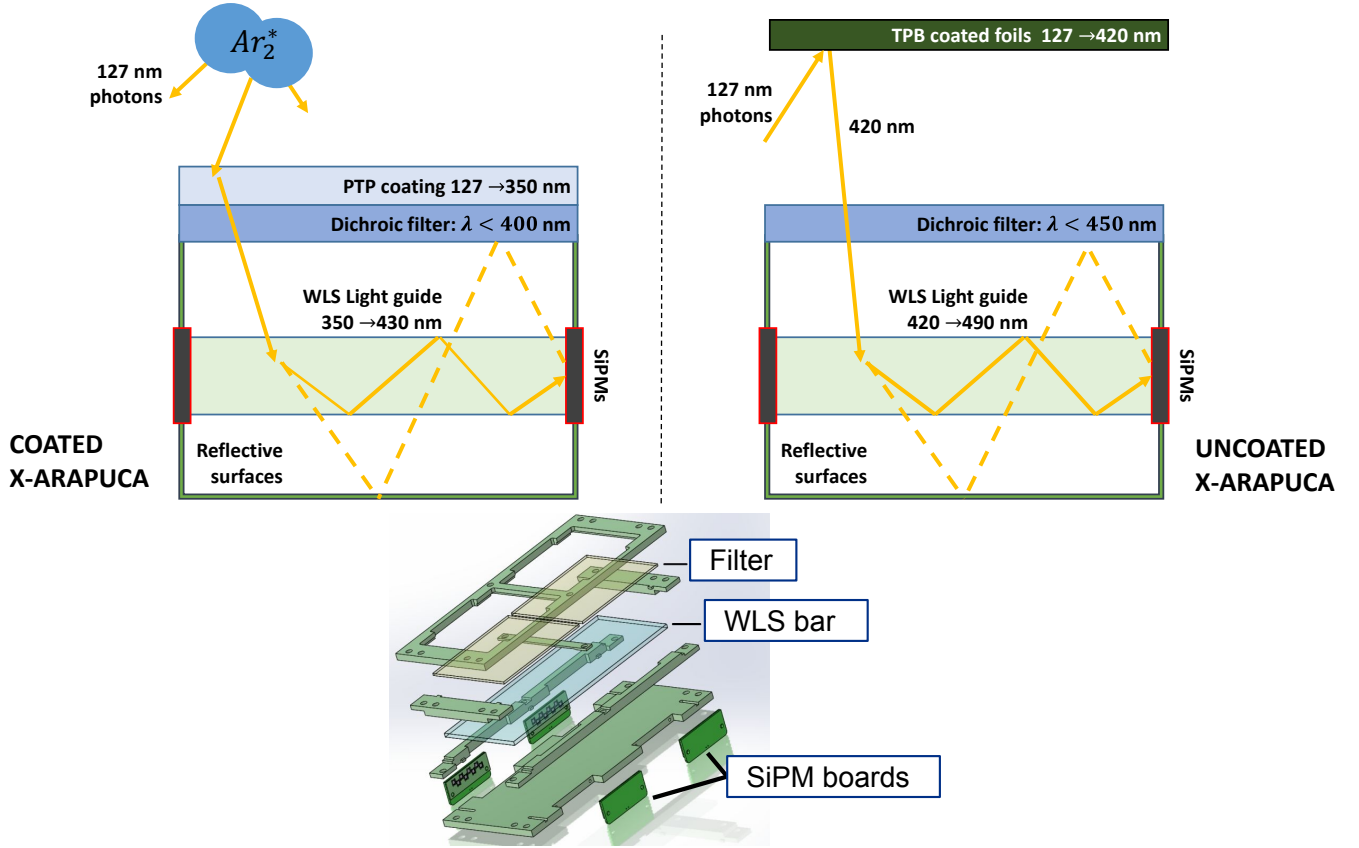 Ar₂*
127 nm
photons
PTP coating 127 →350 nm
Dichroic filter: λ < 400 nm
WLS Light guide
350 →430 nm
SiPMs
Reflective
surfaces
COATED
X-ARAPUCA
TPB coated foils 127 →420 nm
127 nm
photons
420 nm
Dichroic filter: λ < 450 nm
WLS Light guide
420 →490 nm
SiPMs
Reflective
surfaces
UNCOATED
X-ARAPUCA
Filter
WLS bar
SiPM boards